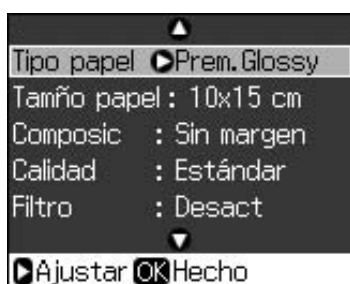 Tipo papel Prem.Glossy
Tamño papel : 10x15 cm
Composic : Sin margen
Calidad : Estándar
Filtro : Desact
Ajustar OK Hecho